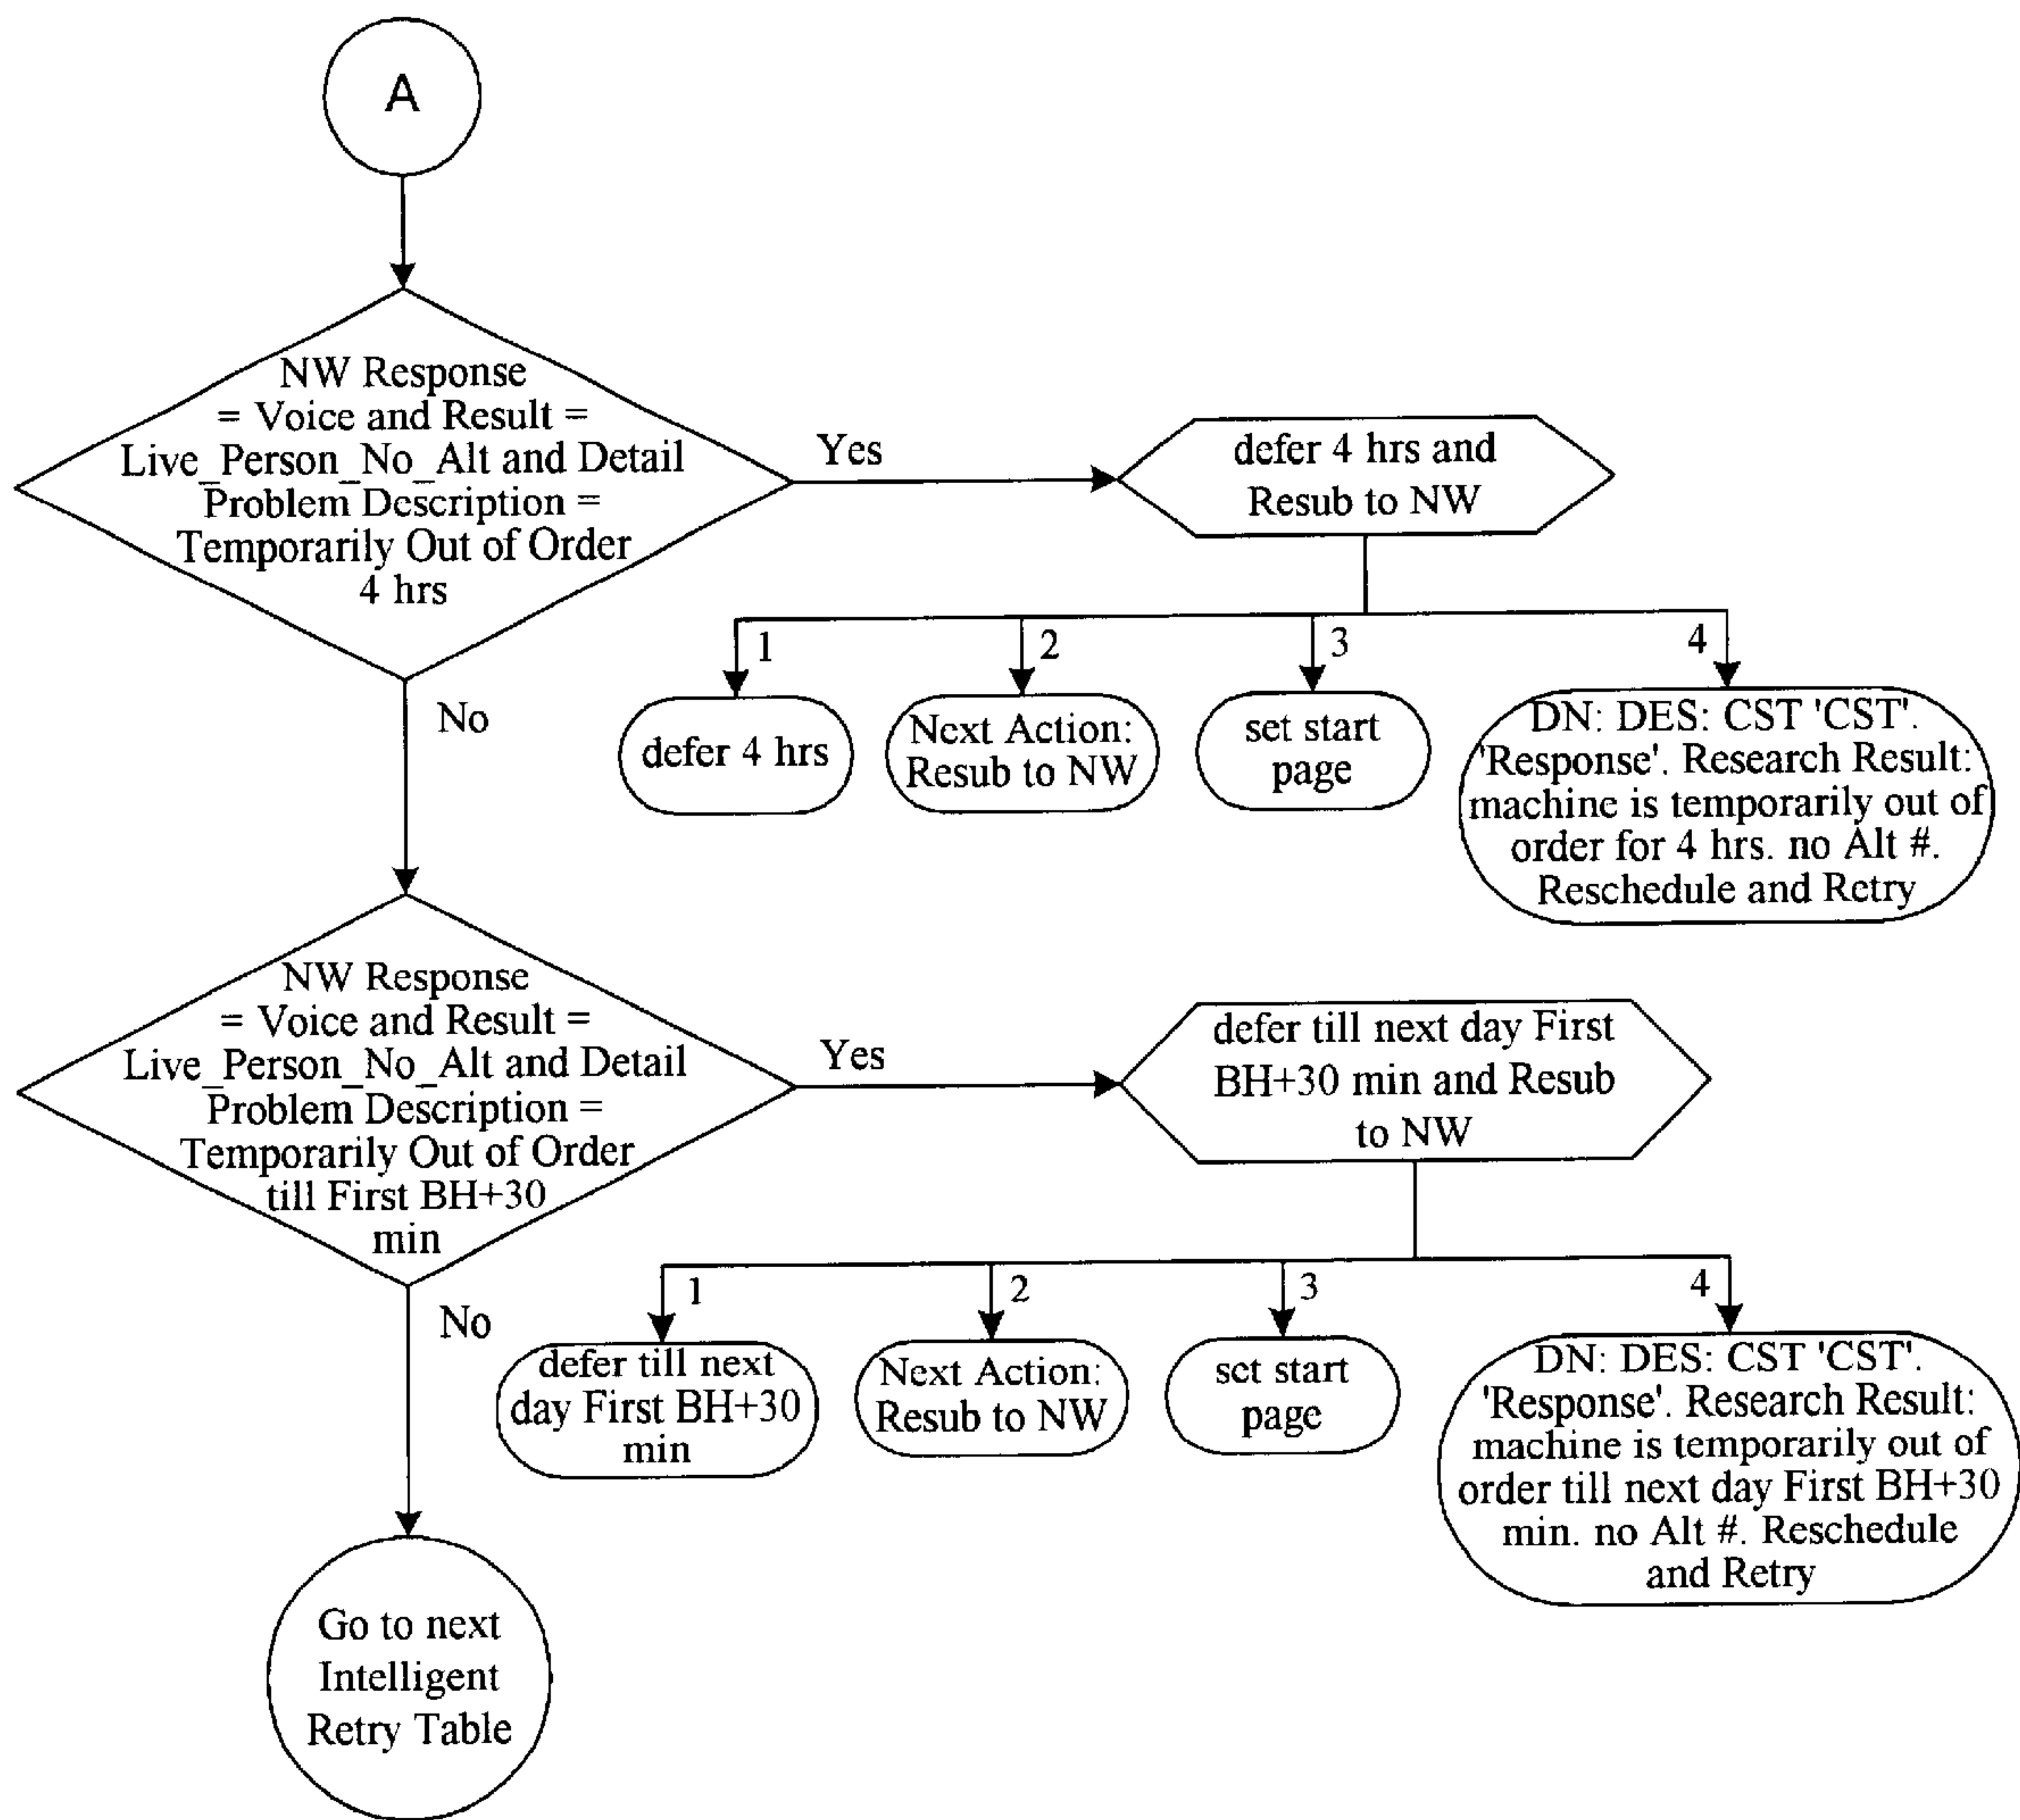 A
NW Response
= Voice and Result =
Live_Person_No_Alt and Detail
Problem Description =
Temporarily Out of Order
4 hrs
Yes
defer 4 hrs and
Resub to NW
No
1
2
3
4
defer 4 hrs
Next Action:
Resub to NW
set start
page
DN: DES: CST 'CST'.
'Response'. Research Result:
machine is temporarily out of
order for 4 hrs. no Alt #.
Reschedule and Retry
NW Response
= Voice and Result =
Live_Person_No_Alt and Detail
Problem Description =
Temporarily Out of Order
till First BH+30
min
Yes
defer till next day First
BH+30 min and Resub
to NW
No
1
2
3
4
defer till next
day First BH+30
min
Next Action:
Resub to NW
set start
page
DN: DES: CST 'CST'.
'Response'. Research Result:
machine is temporarily out of
order till next day First BH+30
min. no Alt #. Reschedule
and Retry
Go to next
Intelligent
Retry Table